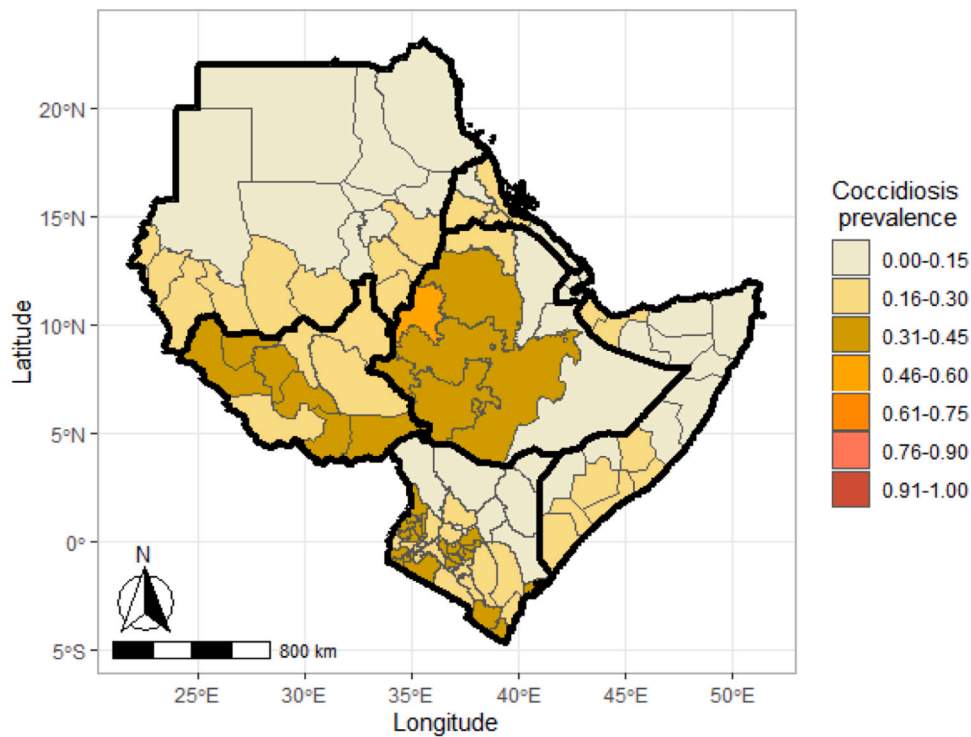 Latitude
20°N
15°N
10°N
5°N
0°
5°S
N
800 km
25°E
30°E
35°E
40°E
45°E
50°E
Longitude
Coccidiosis
prevalence
0.00-0.15
0.16-0.30
0.31-0.45
0.46-0.60
0.61-0.75
0.76-0.90
0.91-1.00